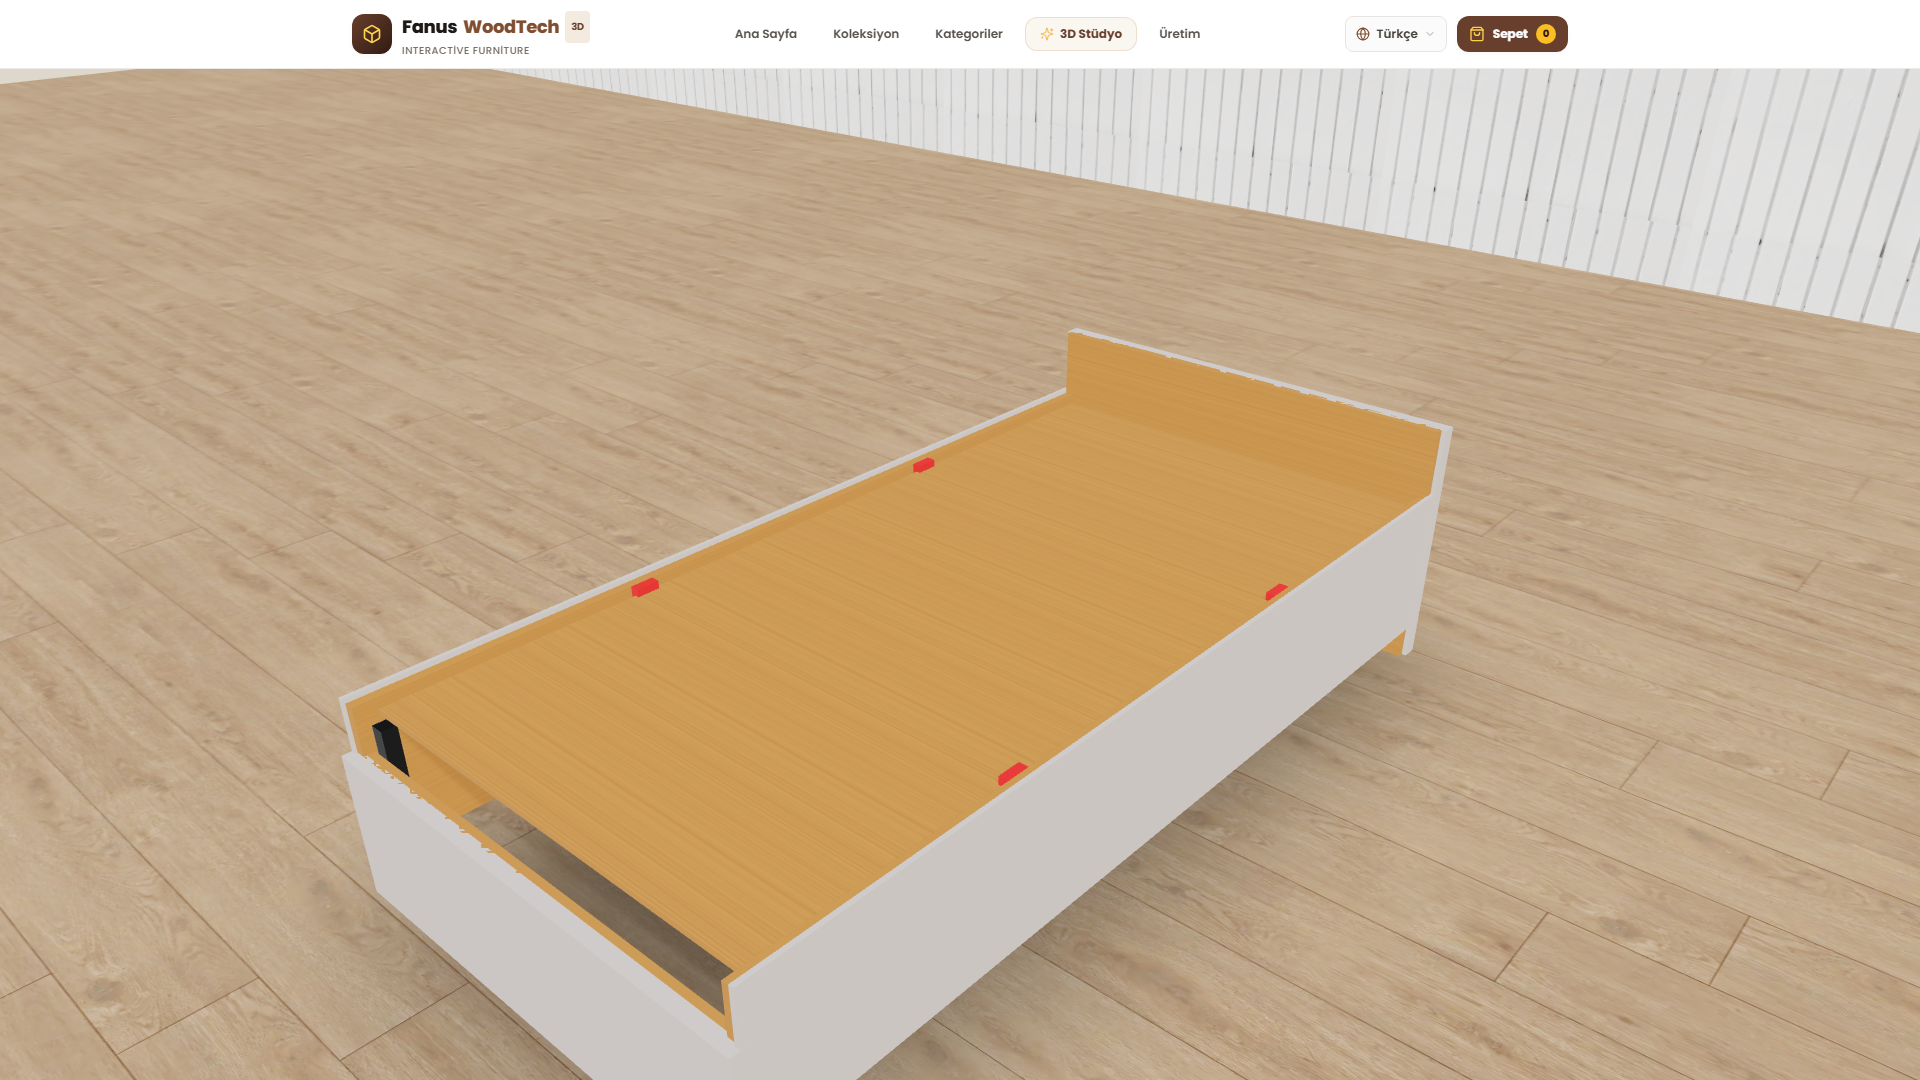 Fanus WoodTech 3D
INTERACTİVE FURNİTURE
Ana Sayfa
Koleksiyon
Kategoriler
3D Stüdyo
Üretim
Türkçe
Sepet 0